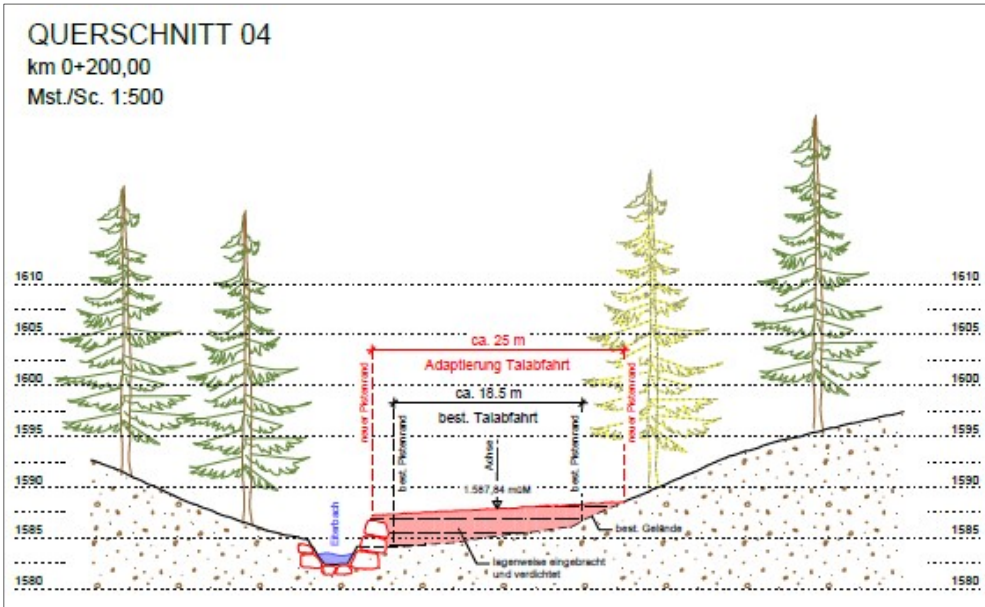 QUERSCHNITT 04
km 0+200,00
Mst./Sc. 1:500
1610
1610
1605
1605
ca. 25 m
Adaptierung Talabfahrt
1600
1600
ca. 18.5 m
best. Talabfahrt
neuer Pistenrand
best. Pistenrand
Achse
best. Pistenrand
neuer Pistenrand
1595
1595
1590
1590
1.587,84 müM
Eiterbach
best. Gelände
1585
1585
lagenweise eingebracht
und verdichtet
1580
1580